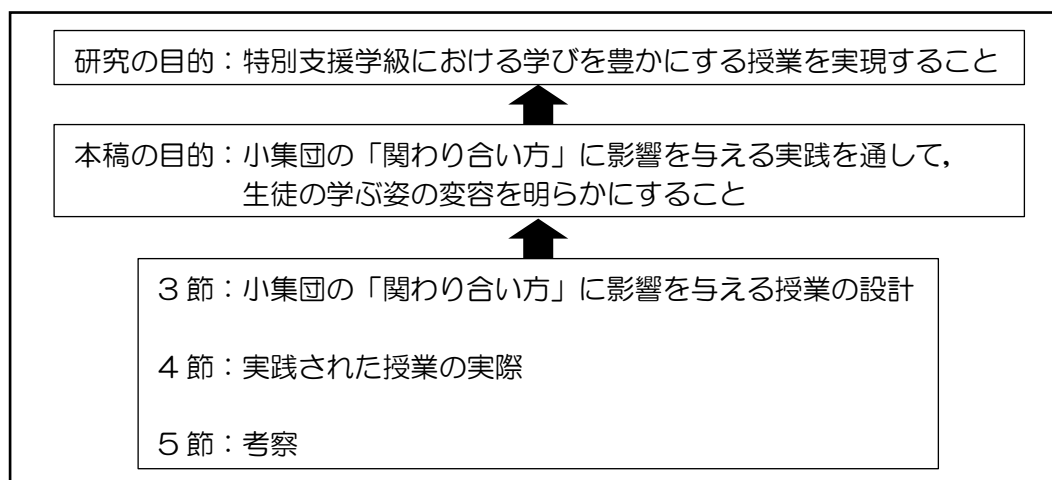 研究の目的：特別支援学級における学びを豊かにする授業を実現すること
本稿の目的：小集団の「関わり合い方」に影響を与える実践を通して，
生徒の学ぶ姿の変容を明らかにすること
３節：小集団の「関わり合い方」に影響を与える授業の設計
４節：実践された授業の実際
５節：考察